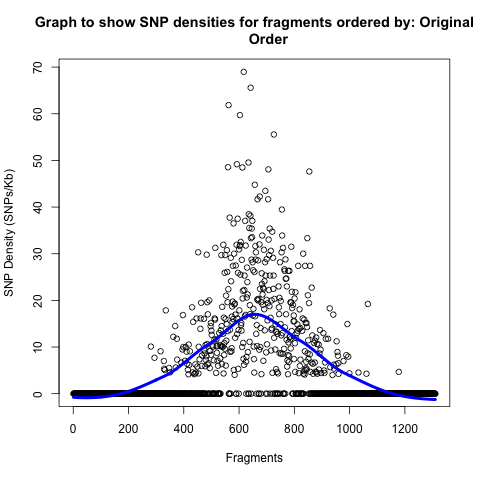 Graph to show SNP densities for fragments ordered by: Original
Order
70
60
50
40
30
20
10
0
SNP Density (SNPs/Kb)
0 200 400 600 800 1000 1200
Fragments